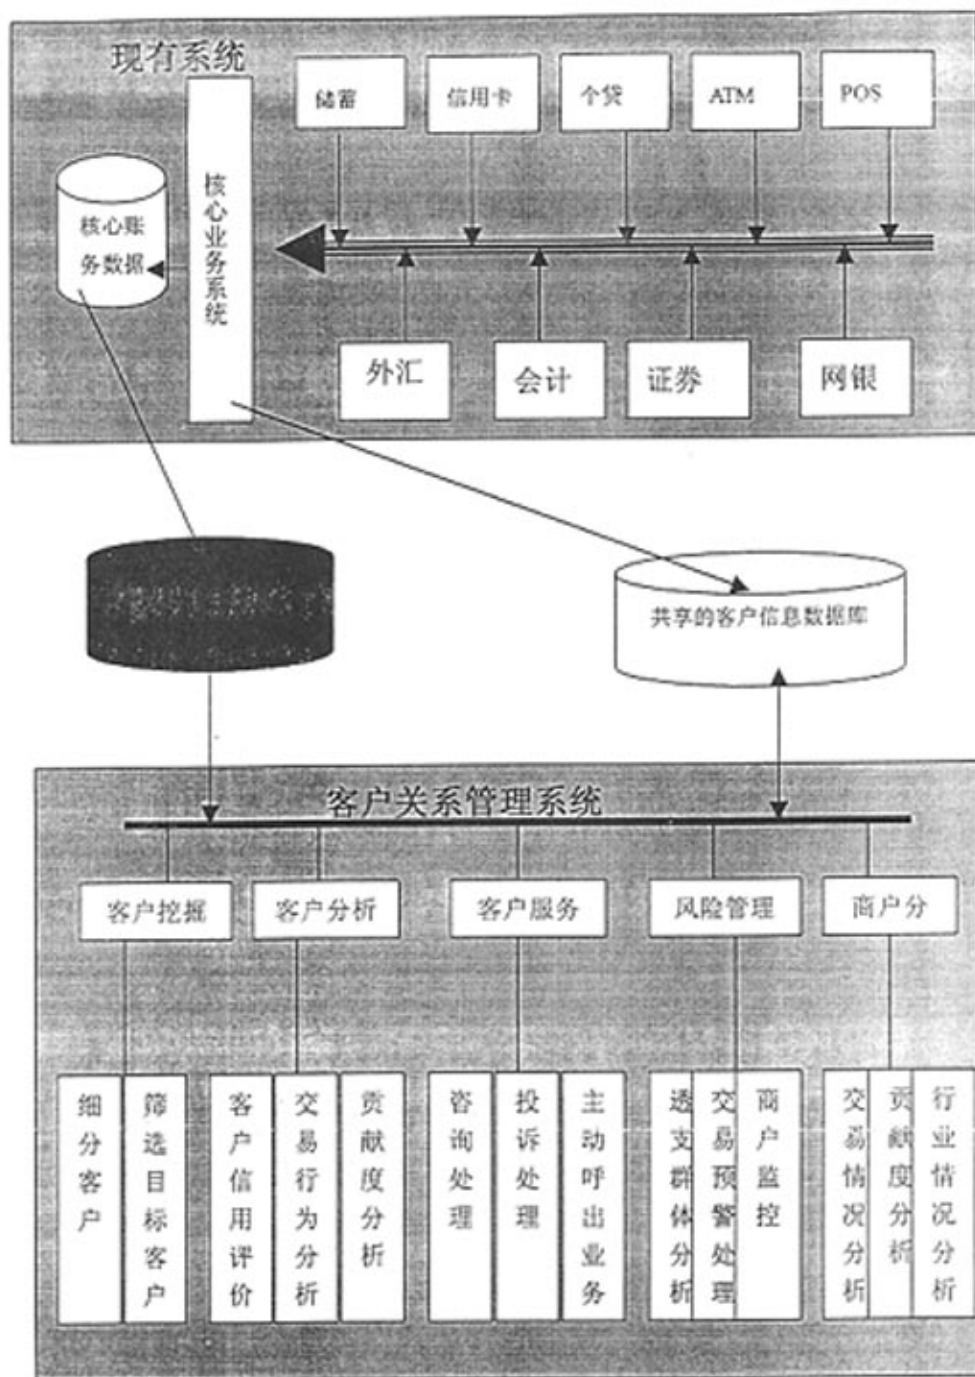 现有系统
储蓄
信用卡
个贷
ATM
POS
核心账
务数据
核心业务系统
外汇
会计
证券
网银
共享的客户信息数据库
客户关系管理系统
客户挖掘
客户分析
客户服务
风险管理
商户分
细分客户
筛选目标客户
客户信用评价
交易行为分析
贡献度分析
咨询处理
投诉处理
主动呼出业务
透支群体分析
交易预警处理
商户监控
交易情况分析
贡献度分析
行业情况分析